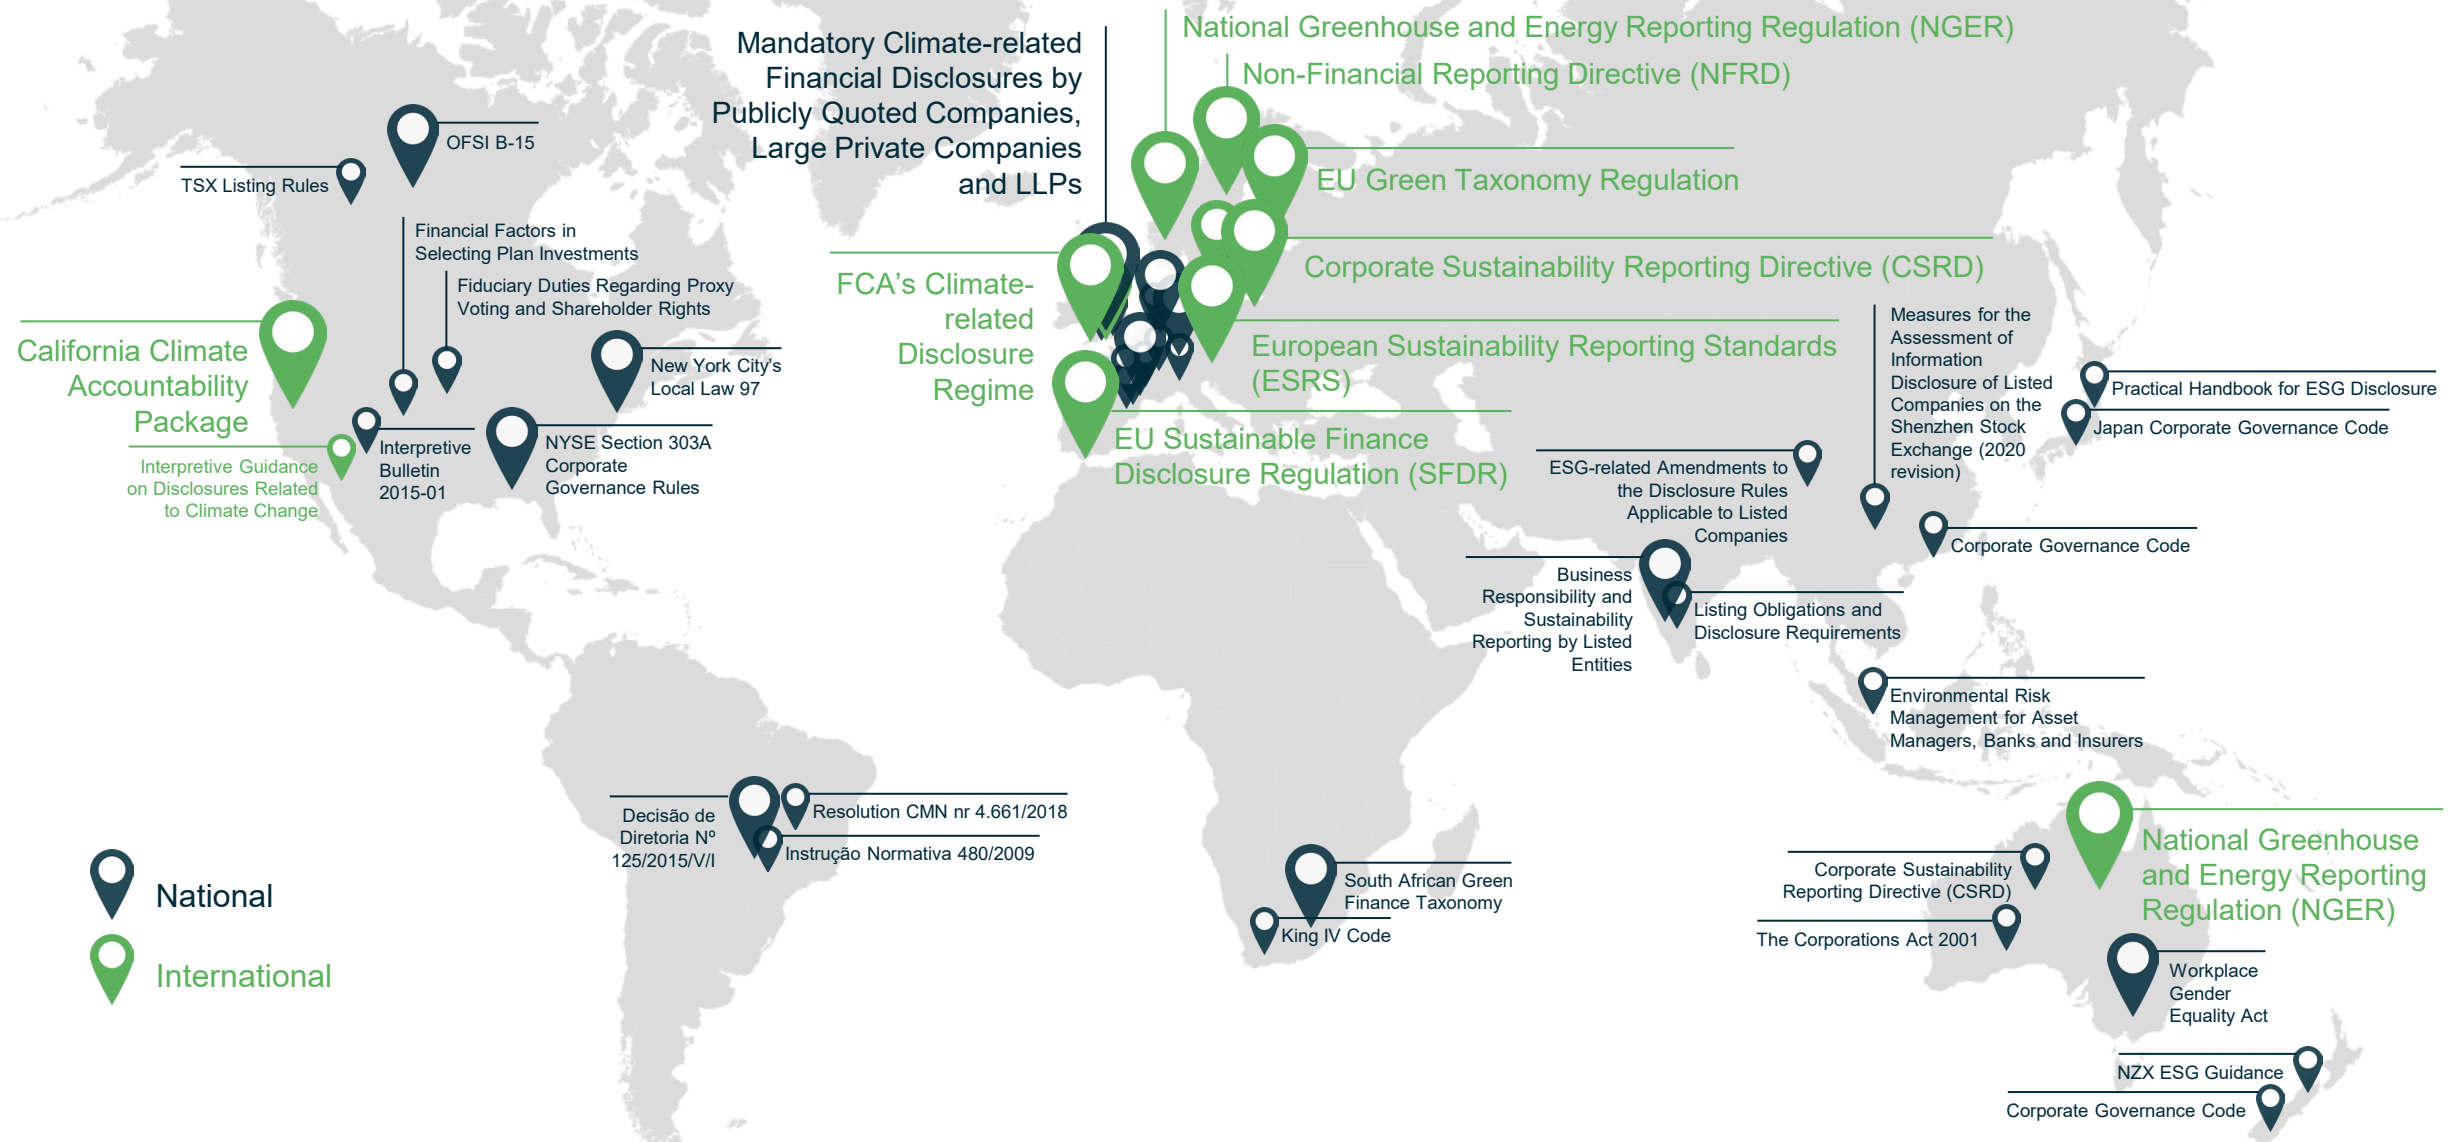 National Greenhouse and Energy Reporting Regulation (NGER)
Non-Financial Reporting Directive (NFRD)
Mandatory Climate-related
Financial Disclosures by
Publicly Quoted Companies,
Large Private Companies
and LLPs
OFSI B-15
TSX Listing Rules
EU Green Taxonomy Regulation
Financial Factors in
Selecting Plan Investments
Fiduciary Duties Regarding Proxy
Voting and Shareholder Rights
FCA’s Climate-
related
Disclosure
Regime
Corporate Sustainability Reporting Directive (CSRD)
California Climate
Accountability
Package
New York City’s
Local Law 97
European Sustainability Reporting Standards
(ESRS)
Measures for the
Assessment of
Information
Disclosure of Listed
Companies on the
Shenzhen Stock
Exchange (2020
revision)
Practical Handbook for ESG Disclosure
Japan Corporate Governance Code
Interpretive Guidance
on Disclosures Related
to Climate Change
Interpretive
Bulletin
2015-01
NYSE Section 303A
Corporate
Governance Rules
EU Sustainable Finance
Disclosure Regulation (SFDR)
ESG-related Amendments to
the Disclosure Rules
Applicable to Listed
Companies
Corporate Governance Code
Business
Responsibility and
Sustainability
Reporting by Listed
Entities
Listing Obligations and
Disclosure Requirements
Environmental Risk
Management for Asset
Managers, Banks and Insurers
Decisão de
Diretoria Nº
125/2015/V/I
Resolution CMN nr 4.661/2018
Instrução Normativa 480/2009
South African Green
Finance Taxonomy
King IV Code
National Greenhouse
and Energy Reporting
Regulation (NGER)
Corporate Sustainability
Reporting Directive (CSRD)
The Corporations Act 2001
Workplace
Gender
Equality Act
NZX ESG Guidance
Corporate Governance Code
National
International